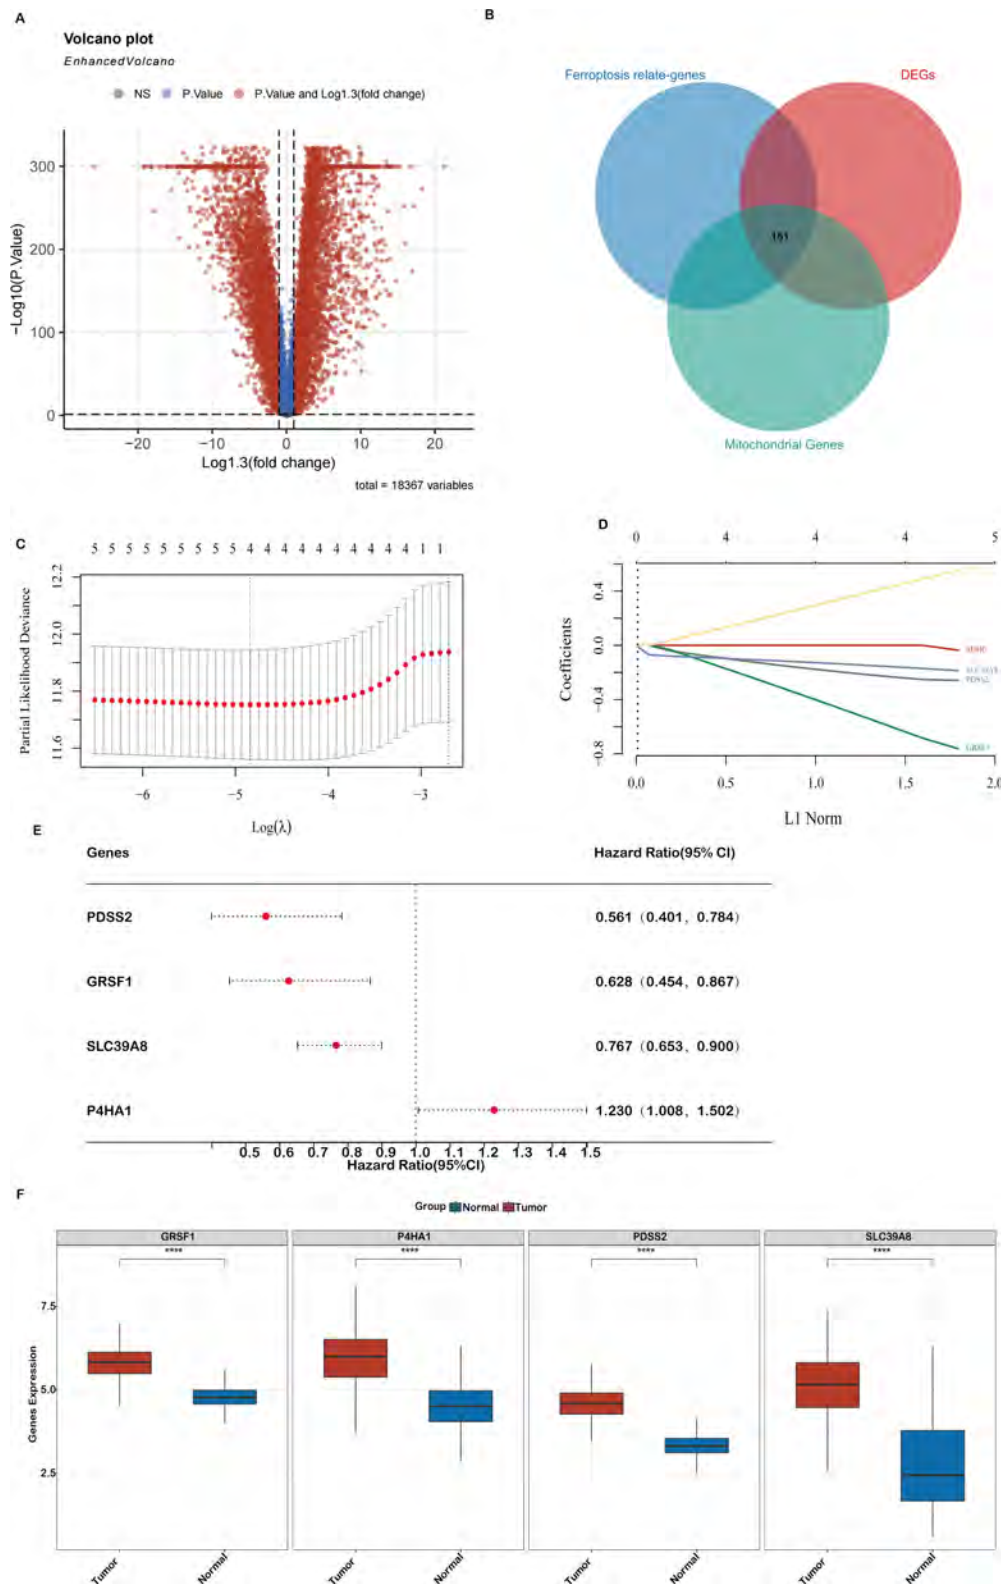 A
Volcano plot
EnhancedVolcano
NS P.Value P.Value and Log1.3(fold change)
300
200
100
0
−Log10(P.Value)
−20 −10 0 10 20
Log1.3(fold change)
total = 18367 variables
B
Ferroptosis relate-genes
DEGs
161
Mitochondrial Genes
C
5 5 5 5 5 5 5 5 5 4 4 4 4 4 4 4 4 4 4 1 1
12.2
12.0
11.8
11.6
Partial Likelihood Deviance
−6 −5 −4 −3
Log(λ)
D
0 4 4 4 5
0.4
0.0
−0.4
−0.8
Coefficients
0.0 0.5 1.0 1.5 2.0
L1 Norm
E
Genes Hazard Ratio(95% CI)
PDSS2 0.561 (0.401, 0.784)
GRSF1 0.628 (0.454, 0.867)
SLC39A8 0.767 (0.653, 0.900)
P4HA1 1.230 (1.008, 1.502)
0.5 0.6 0.7 0.8 0.9 1.0 1.1 1.2 1.3 1.4 1.5
Hazard Ratio(95%CI)
F
Group Normal Tumor
GRSF1 P4HA1 PDSS2 SLC39A8
**** **** **** ****
7.5
5.0
2.5
Genes Expression
Tumor Normal Tumor Normal Tumor Normal Tumor Normal